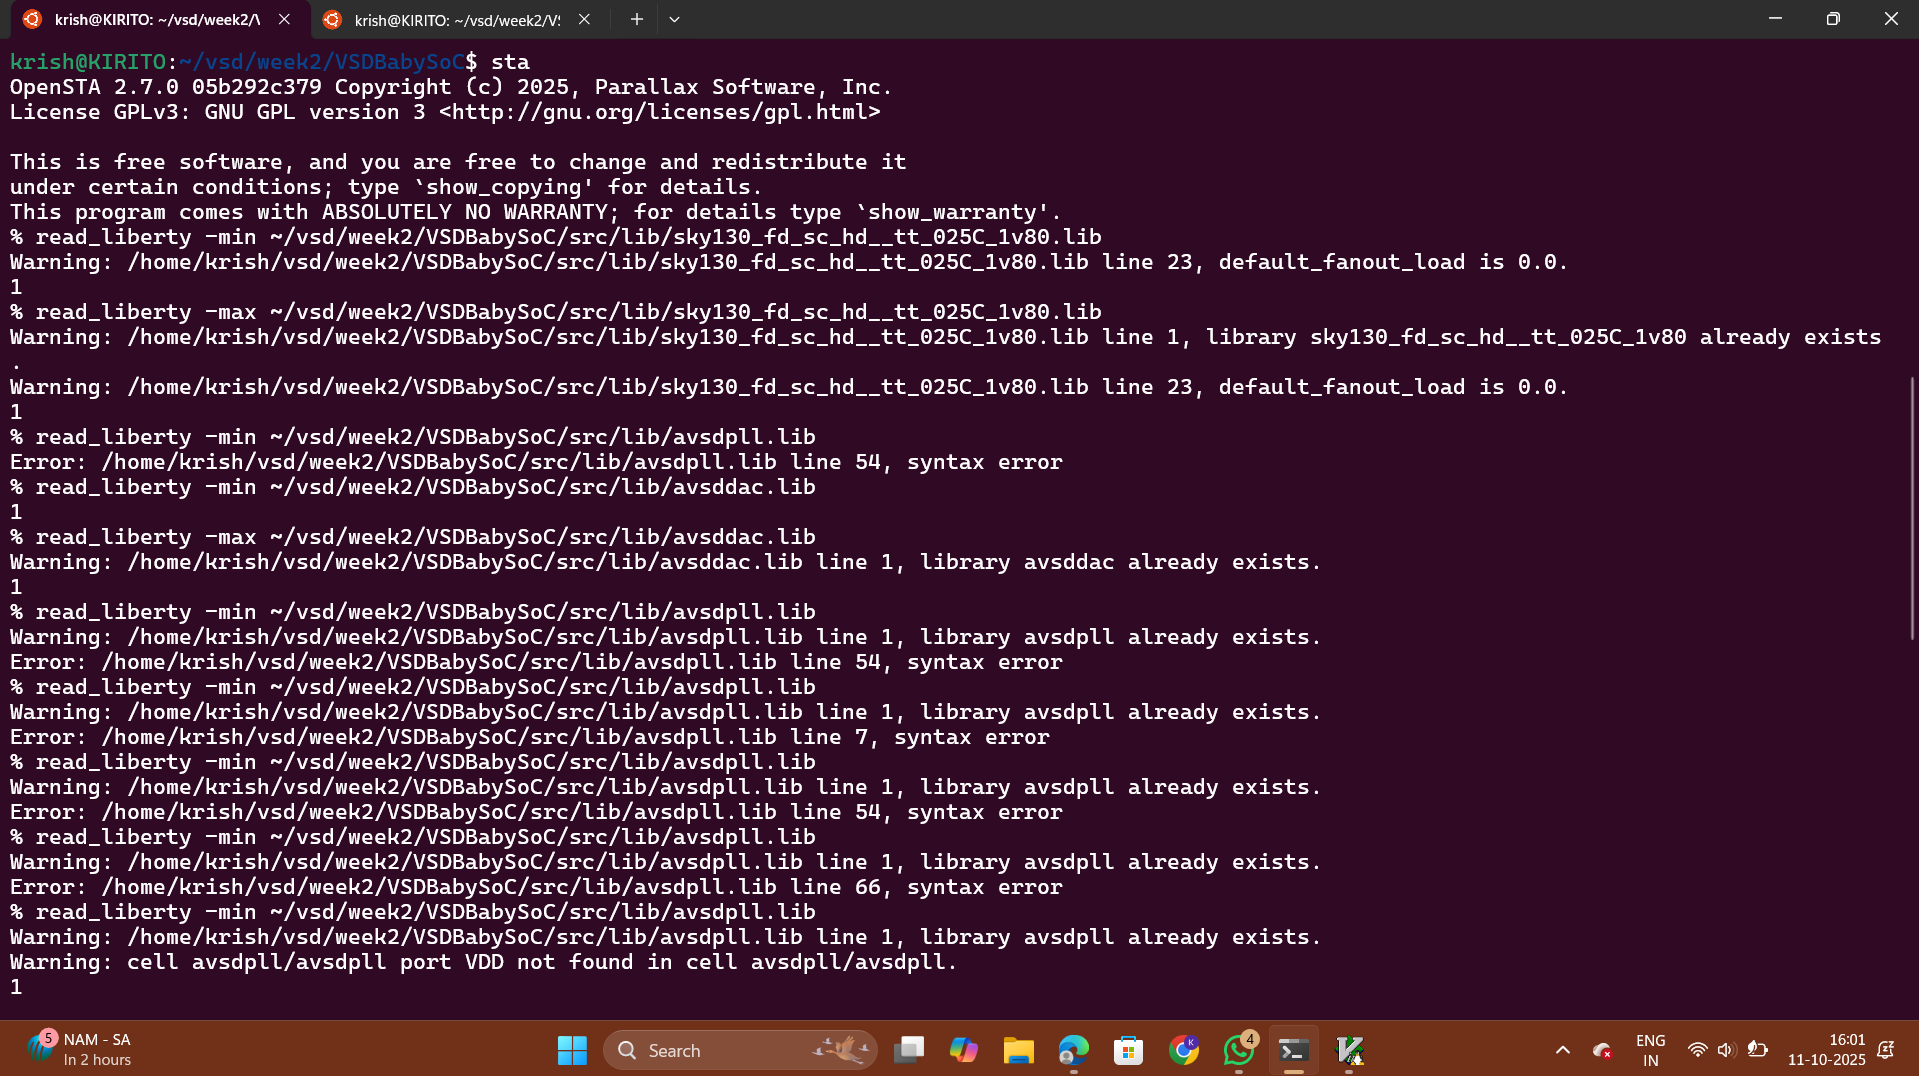 krish@KIRITO: ~/vsd/week2/V
krish@KIRITO: ~/vsd/week2/VS
krish@KIRITO:~/vsd/week2/VSDBabySoC$ sta
OpenSTA 2.7.0 05b292c379 Copyright (c) 2025, Parallax Software, Inc.
License GPLv3: GNU GPL version 3 <http://gnu.org/licenses/gpl.html>
This is free software, and you are free to change and redistribute it
under certain conditions; type `show_copying' for details.
This program comes with ABSOLUTELY NO WARRANTY; for details type `show_warranty'.
% read_liberty -min ~/vsd/week2/VSDBabySoC/src/lib/sky130_fd_sc_hd__tt_025C_1v80.lib
Warning: /home/krish/vsd/week2/VSDBabySoC/src/lib/sky130_fd_sc_hd__tt_025C_1v80.lib line 23, default_fanout_load is 0.0.
1
% read_liberty -max ~/vsd/week2/VSDBabySoC/src/lib/sky130_fd_sc_hd__tt_025C_1v80.lib
Warning: /home/krish/vsd/week2/VSDBabySoC/src/lib/sky130_fd_sc_hd__tt_025C_1v80.lib line 1, library sky130_fd_sc_hd__tt_025C_1v80 already exists
.
Warning: /home/krish/vsd/week2/VSDBabySoC/src/lib/sky130_fd_sc_hd__tt_025C_1v80.lib line 23, default_fanout_load is 0.0.
1
% read_liberty -min ~/vsd/week2/VSDBabySoC/src/lib/avsdpll.lib
Error: /home/krish/vsd/week2/VSDBabySoC/src/lib/avsdpll.lib line 54, syntax error
% read_liberty -min ~/vsd/week2/VSDBabySoC/src/lib/avsddac.lib
1
% read_liberty -max ~/vsd/week2/VSDBabySoC/src/lib/avsddac.lib
Warning: /home/krish/vsd/week2/VSDBabySoC/src/lib/avsddac.lib line 1, library avsddac already exists.
1
% read_liberty -min ~/vsd/week2/VSDBabySoC/src/lib/avsdpll.lib
Warning: /home/krish/vsd/week2/VSDBabySoC/src/lib/avsdpll.lib line 1, library avsdpll already exists.
Error: /home/krish/vsd/week2/VSDBabySoC/src/lib/avsdpll.lib line 54, syntax error
% read_liberty -min ~/vsd/week2/VSDBabySoC/src/lib/avsdpll.lib
Warning: /home/krish/vsd/week2/VSDBabySoC/src/lib/avsdpll.lib line 1, library avsdpll already exists.
Error: /home/krish/vsd/week2/VSDBabySoC/src/lib/avsdpll.lib line 7, syntax error
% read_liberty -min ~/vsd/week2/VSDBabySoC/src/lib/avsdpll.lib
Warning: /home/krish/vsd/week2/VSDBabySoC/src/lib/avsdpll.lib line 1, library avsdpll already exists.
Error: /home/krish/vsd/week2/VSDBabySoC/src/lib/avsdpll.lib line 54, syntax error
% read_liberty -min ~/vsd/week2/VSDBabySoC/src/lib/avsdpll.lib
Warning: /home/krish/vsd/week2/VSDBabySoC/src/lib/avsdpll.lib line 1, library avsdpll already exists.
Error: /home/krish/vsd/week2/VSDBabySoC/src/lib/avsdpll.lib line 66, syntax error
% read_liberty -min ~/vsd/week2/VSDBabySoC/src/lib/avsdpll.lib
Warning: /home/krish/vsd/week2/VSDBabySoC/src/lib/avsdpll.lib line 1, library avsdpll already exists.
Warning: cell avsdpll/avsdpll port VDD not found in cell avsdpll/avsdpll.
1
5
NAM - SA
In 2 hours
Search
K
4
ENG
IN
16:01
11-10-2025